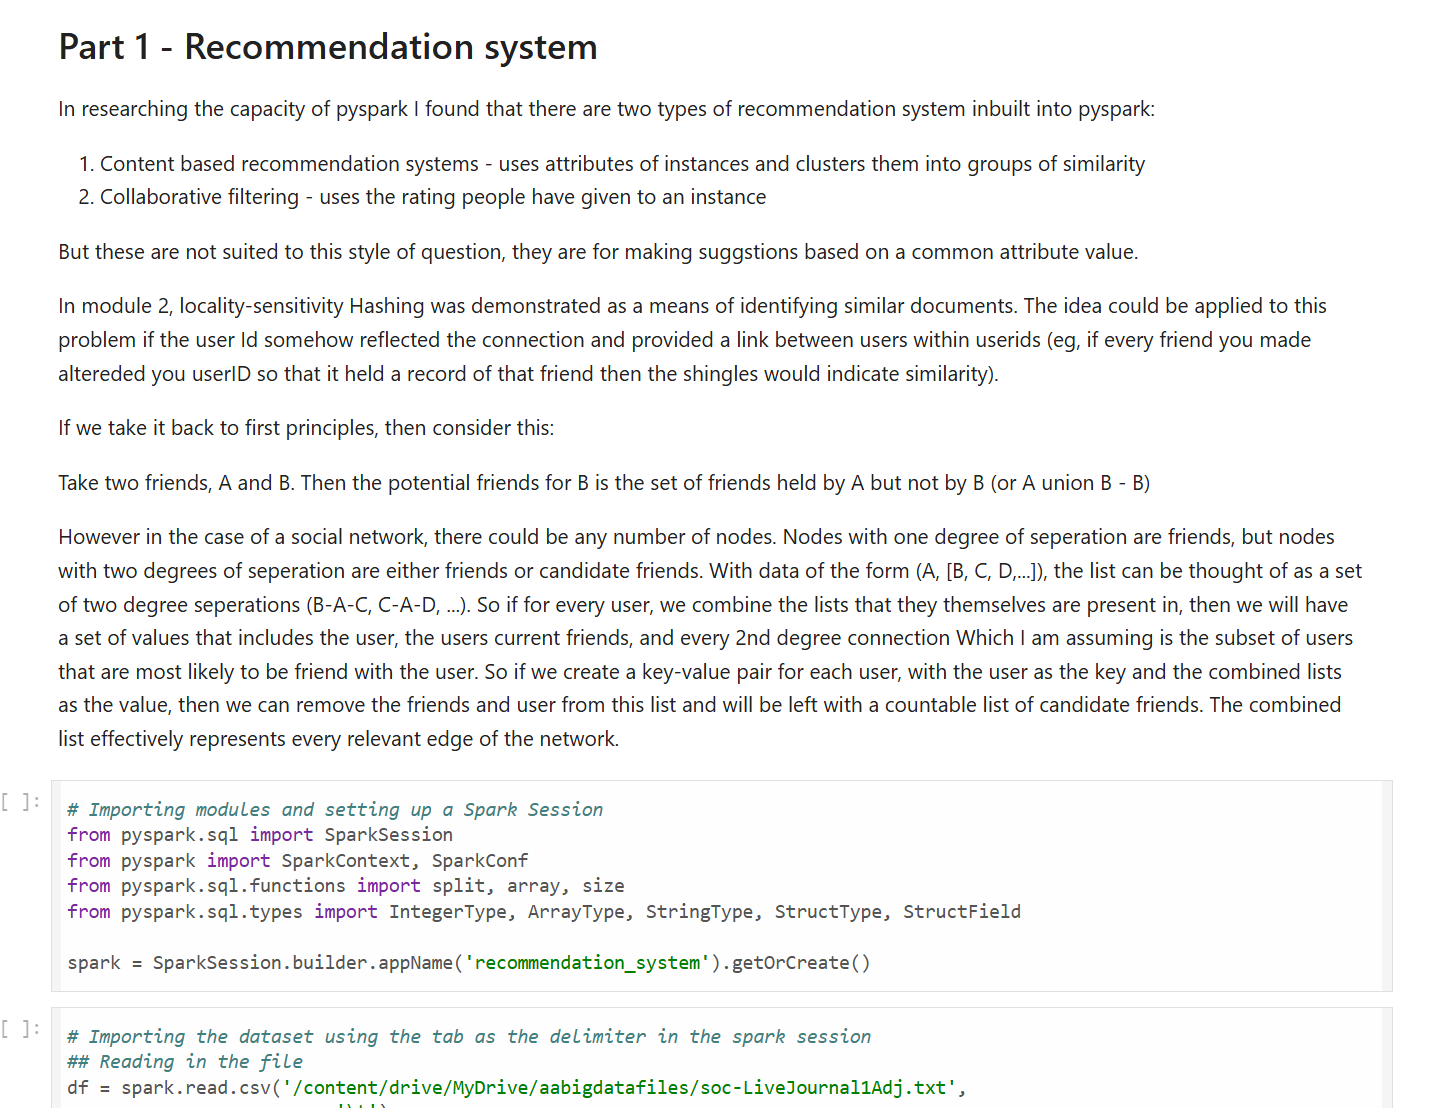 Part 1 - Recommendation system
In researching the capacity of pyspark I found that there are two types of recommendation system inbuilt into pyspark:
1. Content based recommendation systems - uses attributes of instances and clusters them into groups of similarity
2. Collaborative filtering - uses the rating people have given to an instance
But these are not suited to this style of question, they are for making suggstions based on a common attribute value.
In module 2, locality-sensitivity Hashing was demonstrated as a means of identifying similar documents. The idea could be applied to this
problem if the user Id somehow reflected the connection and provided a link between users within userids (eg, if every friend you made
altereded you userID so that it held a record of that friend then the shingles would indicate similarity).
If we take it back to first principles, then consider this:
Take two friends, A and B. Then the potential friends for B is the set of friends held by A but not by B (or A union B - B)
However in the case of a social network, there could be any number of nodes. Nodes with one degree of seperation are friends, but nodes
with two degrees of seperation are either friends or candidate friends. With data of the form (A, [B, C, D,...]), the list can be thought of as a set
of two degree seperations (B-A-C, C-A-D, ...). So if for every user, we combine the lists that they themselves are present in, then we will have
a set of values that includes the user, the users current friends, and every 2nd degree connection Which I am assuming is the subset of users
that are most likely to be friend with the user. So if we create a key-value pair for each user, with the user as the key and the combined lists
as the value, then we can remove the friends and user from this list and will be left with a countable list of candidate friends. The combined
list effectively represents every relevant edge of the network.
[ ]:
# Importing modules and setting up a Spark Session
from pyspark.sql import SparkSession
from pyspark import SparkContext, SparkConf
from pyspark.sql.functions import split, array, size
from pyspark.sql.types import IntegerType, ArrayType, StringType, StructType, StructField
spark = SparkSession.builder.appName('recommendation_system').getOrCreate()
[ ]:
# Importing the dataset using the tab as the delimiter in the spark session
## Reading in the file
df = spark.read.csv('/content/drive/MyDrive/aabigdatafiles/soc-LiveJournal1Adj.txt',